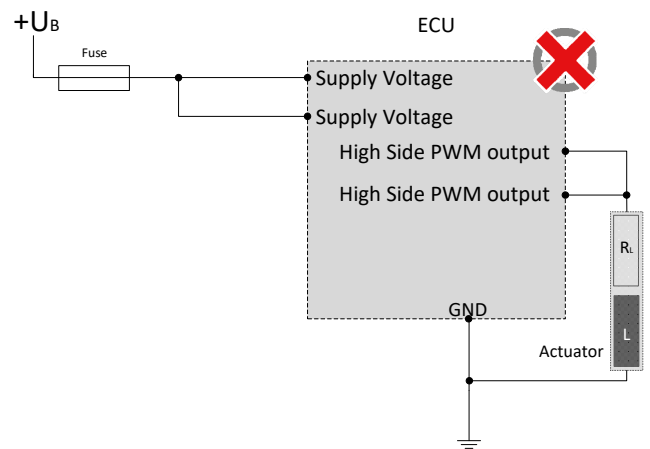 +UB
ECU
Fuse
Supply Voltage
Supply Voltage
High Side PWM output
High Side PWM output
RL
GND
L
Actuator